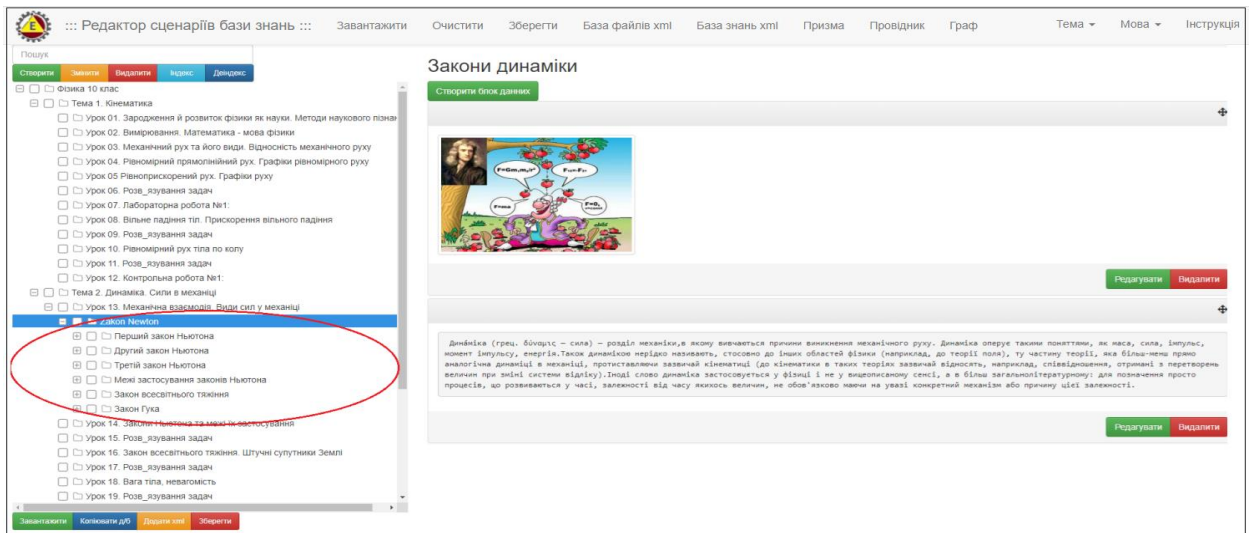 ::: Редактор сценаріїв бази знань ::: Завантажити Очистити Зберегти База файлів xml База знань xml Призма Провідник Граф Тема Мова Інструкція
Пошук
Створити Змінити Видалити Індекс Деіндекс
Фізика 10 клас
Тема 1. Кінематика
Урок 01. Зародження й розвиток фізики як науки. Методи наукового пізнан
Урок 02. Вимірювання. Математика - мова фізики
Урок 03. Механічний рух та його види. Відносність механічного руху
Урок 04. Рівномірний прямолінійний рух. Графіки рівномірного руху
Урок 05 Рівноприскорений рух. Графіки руху
Урок 06. Розв_язування задач
Урок 07. Лабораторна робота №1:
Урок 08. Вільне падіння тіл. Прискорення вільного падіння
Урок 09. Розв_язування задач
Урок 10. Рівномірний рух тіла по колу
Урок 11. Розв_язування задач
Урок 12. Контрольна робота №1:
Тема 2. Динаміка. Сили в механіці
Урок 13. Механічна взаємодія. Види сил у механіці
Zakon Newton
Перший закон Ньютона
Другий закон Ньютона
Третій закон Ньютона
Межі застосування законів Ньютона
Закон всесвітнього тяжіння
Закон Гука
Урок 14. Закони Ньютона та межі їх застосування
Урок 15. Розв_язування задач
Урок 16. Закон всесвітнього тяжіння. Штучні супутники Землі
Урок 17. Розв_язування задач
Урок 18. Вага тіла, невагомість
Урок 19. Розв_язування задач
Завантажити Копіювати д/б Додати xml Зберегти
Закони динаміки
Створити блок данних
F=ma
Редагувати Видалити
Дина́міка (грец. δύναμις — сила) — розділ механіки,в якому вивчаються причини виникнення механічного руху. Динаміка оперує такими поняттями, як маса, сила, імпульс,
момент імпульсу, енергія.Також динамікою нерідко називають, стосовно до інших областей фізики (наприклад, до теорії поля), ту частину теорії, яка більш-менш прямо
аналогічна динаміці в механіці, протиставляючи зазвичай кінематиці (до кінематики в таких теоріях зазвичай відносять, наприклад, співвідношення, отримані з перетворень
величин при зміні системи відліку).Іноді слово динаміка застосовується у фізиці і не у вищеописаному сенсі, а в більш загальнолітературному: для позначення просто
процесів, що розвиваються у часі, залежності від часу якихось величин, не обов'язково маючи на увазі конкретний механізм або причину цієї залежності.
Редагувати Видалити